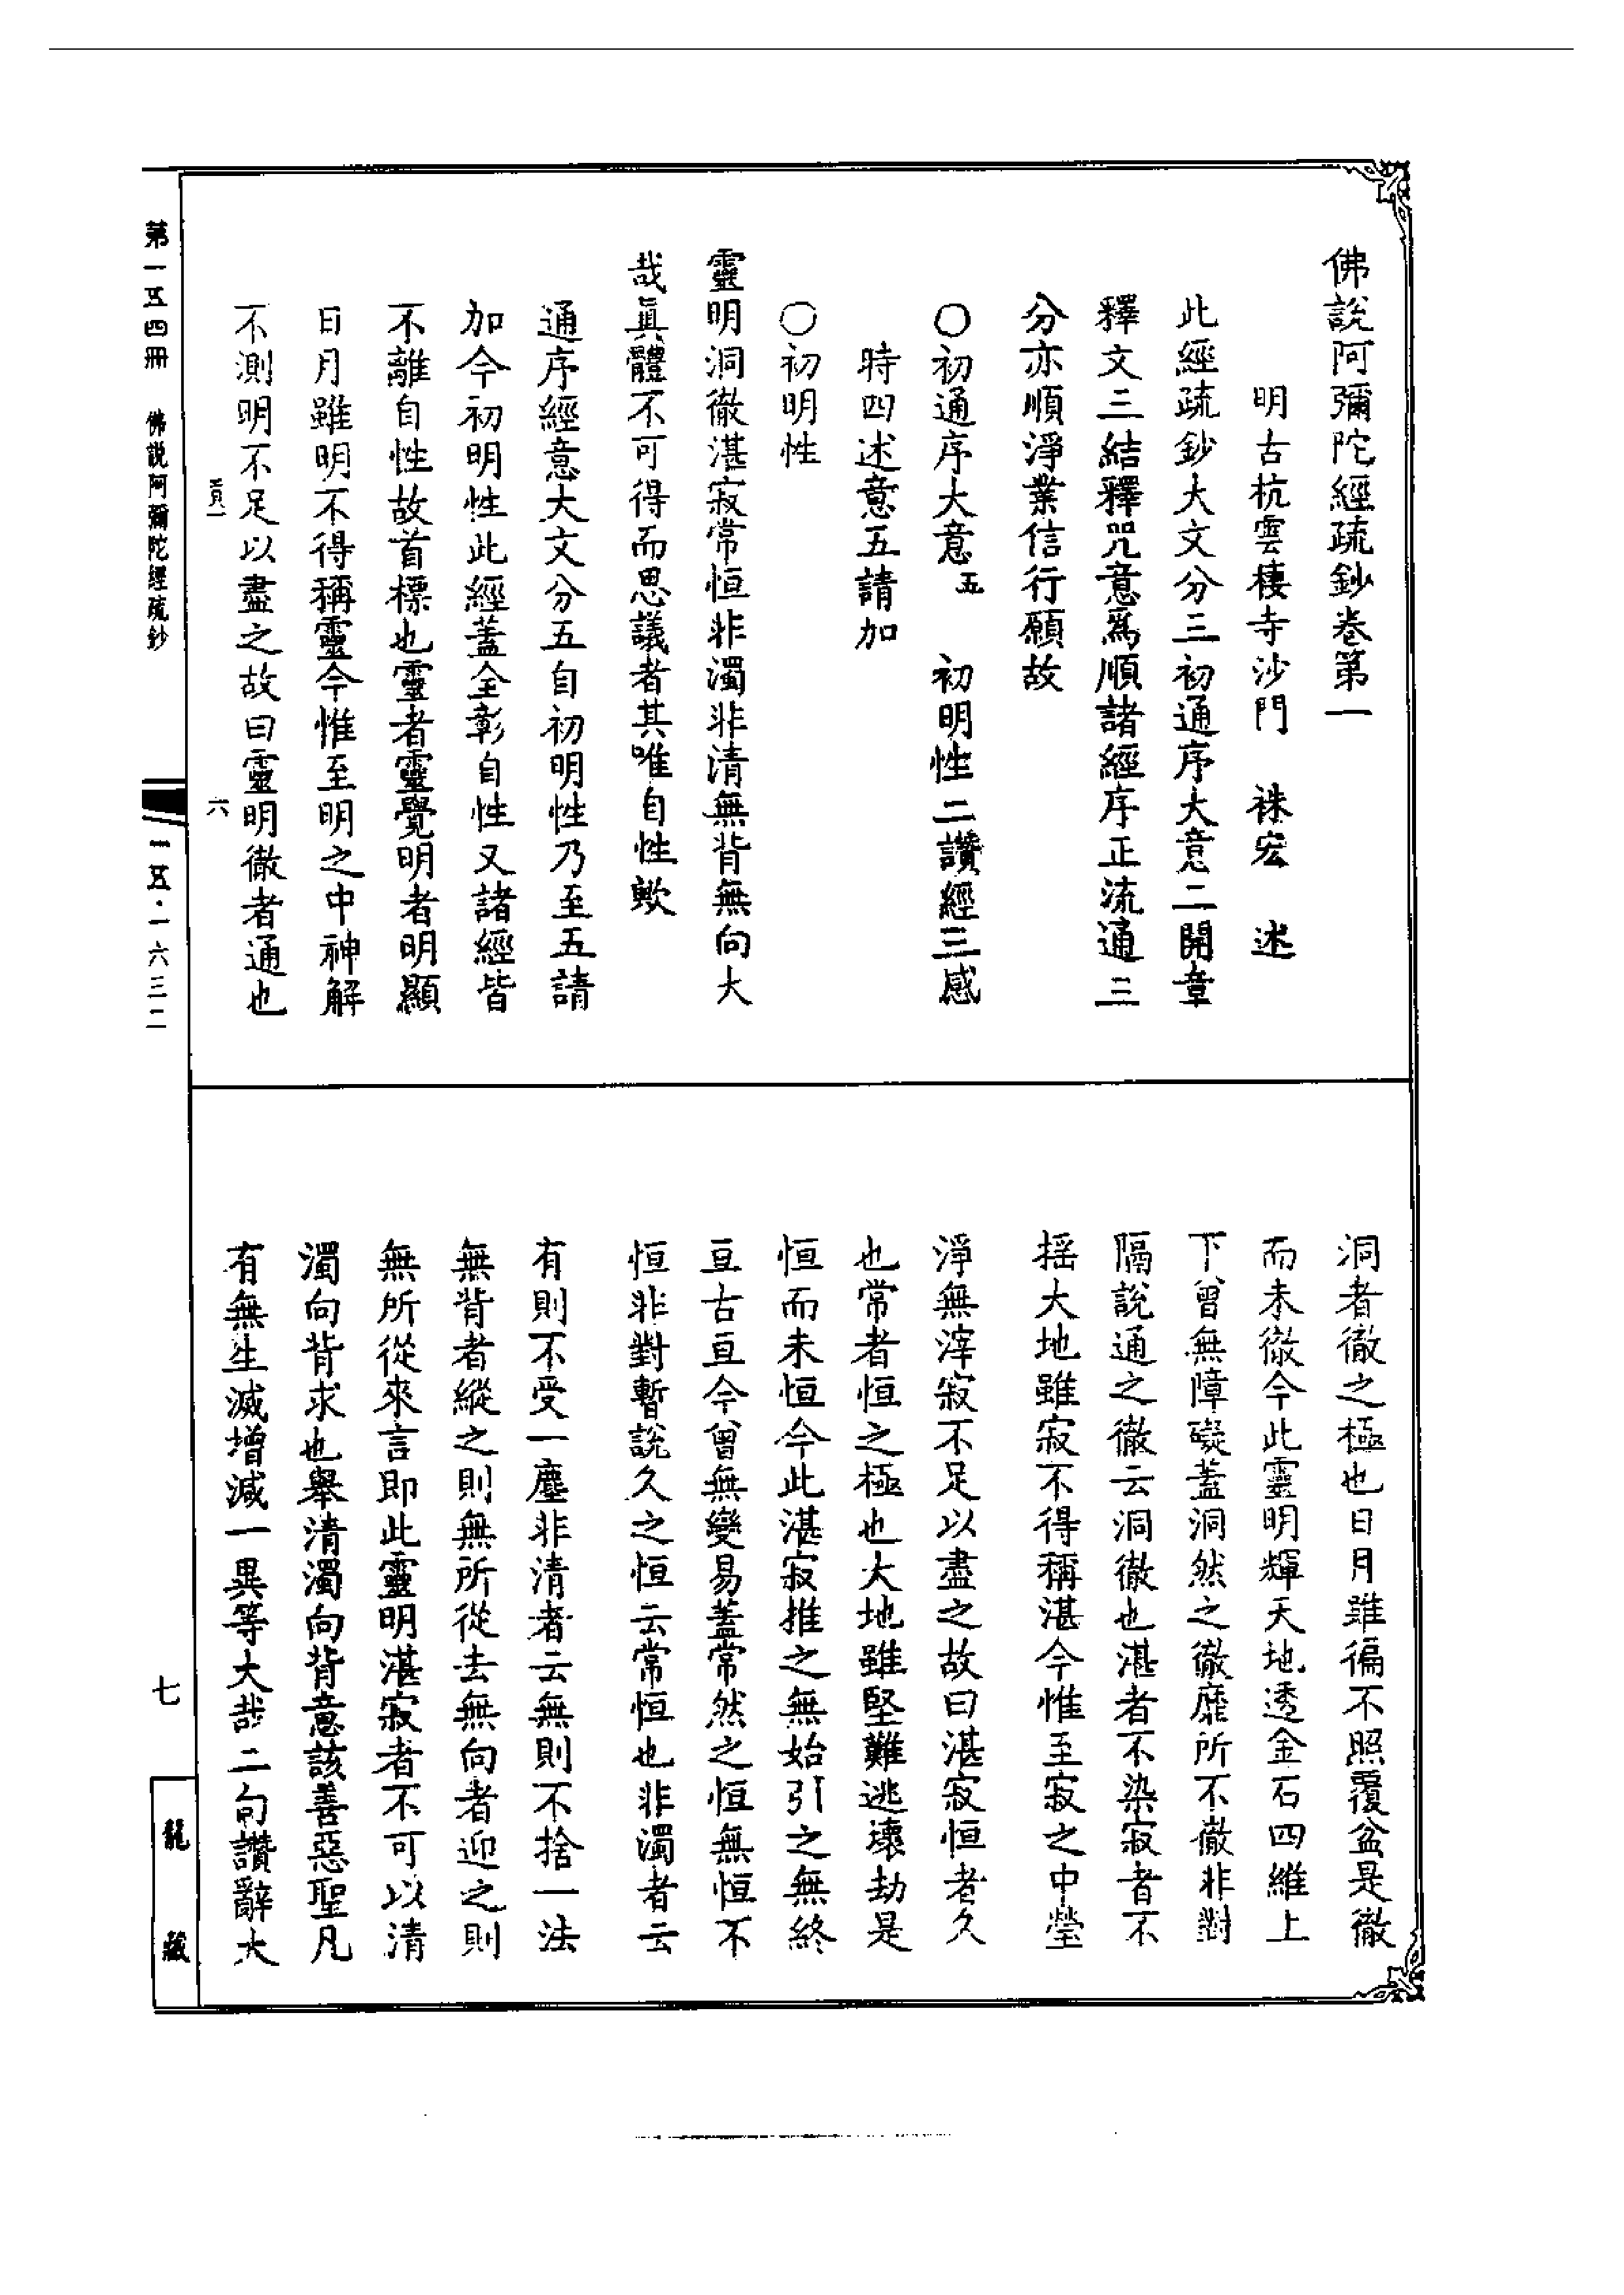 佛說阿彌陀經疏鈔卷第一
明古杭雲棲寺沙門　祩宏　述
此經疏鈔大文分三初通序大意二開章
釋文三結釋咒意爲順諸經序正流通三
分亦順淨業信行願故
〇初通序大意五　初明性二讚經三感
時四述意五請加
〇初明性
靈明洞徹湛寂常恒非濁非清無背無向大
哉眞體不可得而思議者其唯自性歟
通序經意大文分五自初明性乃至五請
加今初明性此經蓋全彰自性又諸經皆
不離自性故首標也靈者靈覺明者明顯
日月雖明不得稱靈今惟至明之中神解
不測明不足以盡之故曰靈明徹者通也
洞者徹之極也日月雖徧不照覆盆是徹
而未徹今此靈明輝天地透金石四維上
下曾無障礙蓋洞然之徹靡所不徹非對
隔說通之徹云洞徹也湛者不染寂者不
搖大地雖寂不得稱湛今惟至寂之中瑩
淨無滓寂不足以盡之故曰湛寂恒者久
也常者恒之極也大地雖堅難逃壞劫是
恒而未恒今此湛寂推之無始引之無終
亘古亘今曾無變易蓋常然之恒無恒不
恒非對暫說久之恒云常恒也非濁者云
有則不受一塵非清者云無則不捨一法
無背者縱之則無所從去無向者迎之則
無所從來言即此靈明湛寂者不可以清
濁向背求也舉清濁向背意該善惡聖凡
有無生滅增減一異等大哉二句讚辭大
第一五四冊　佛說阿彌陀經疏鈔
一五·一六三二
六
七
龍藏